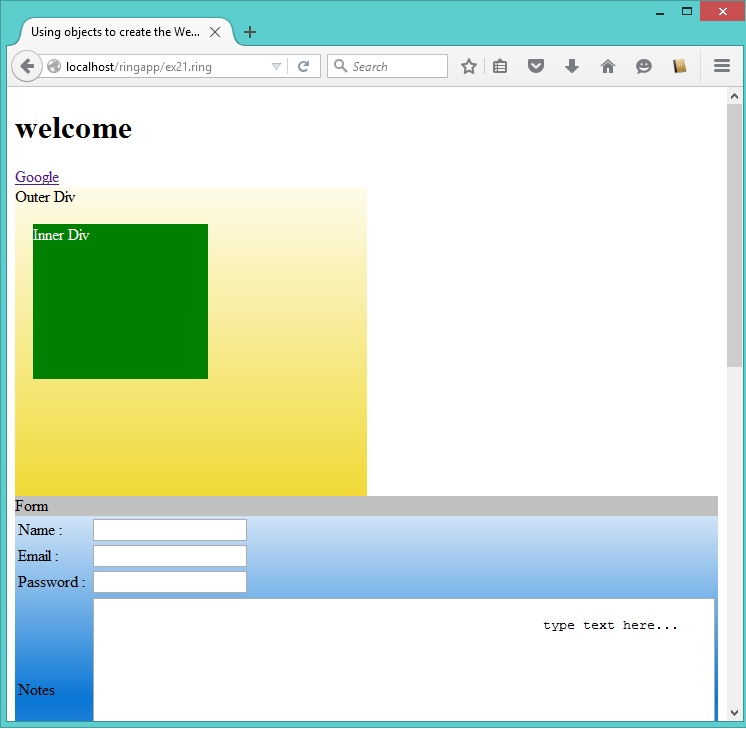 Using objects to create the We...
localhost/ringapp/ex21.ring
Search
welcome
Google
Outer Div
Inner Div
Form
Name :
Email :
Password :
type text here...
Notes